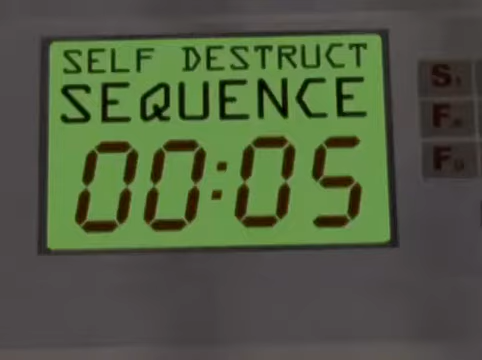 SELF DESTRUCT
SEQUENCE
00:05
S
F
F